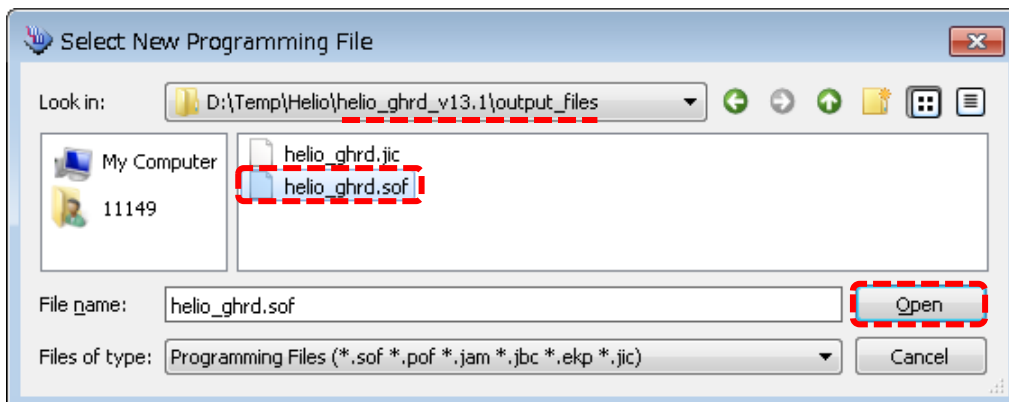 Select New Programming File
Look in: D:\Temp\Helio\helio_ghrd_v13.1\output_files
My Computer
11149
helio_ghrd.jic
helio_ghrd.sof
File name: helio_ghrd.sof Open
Files of type: Programming Files (*.sof *.pof *.jam *.jbc *.ekp *.jic) Cancel